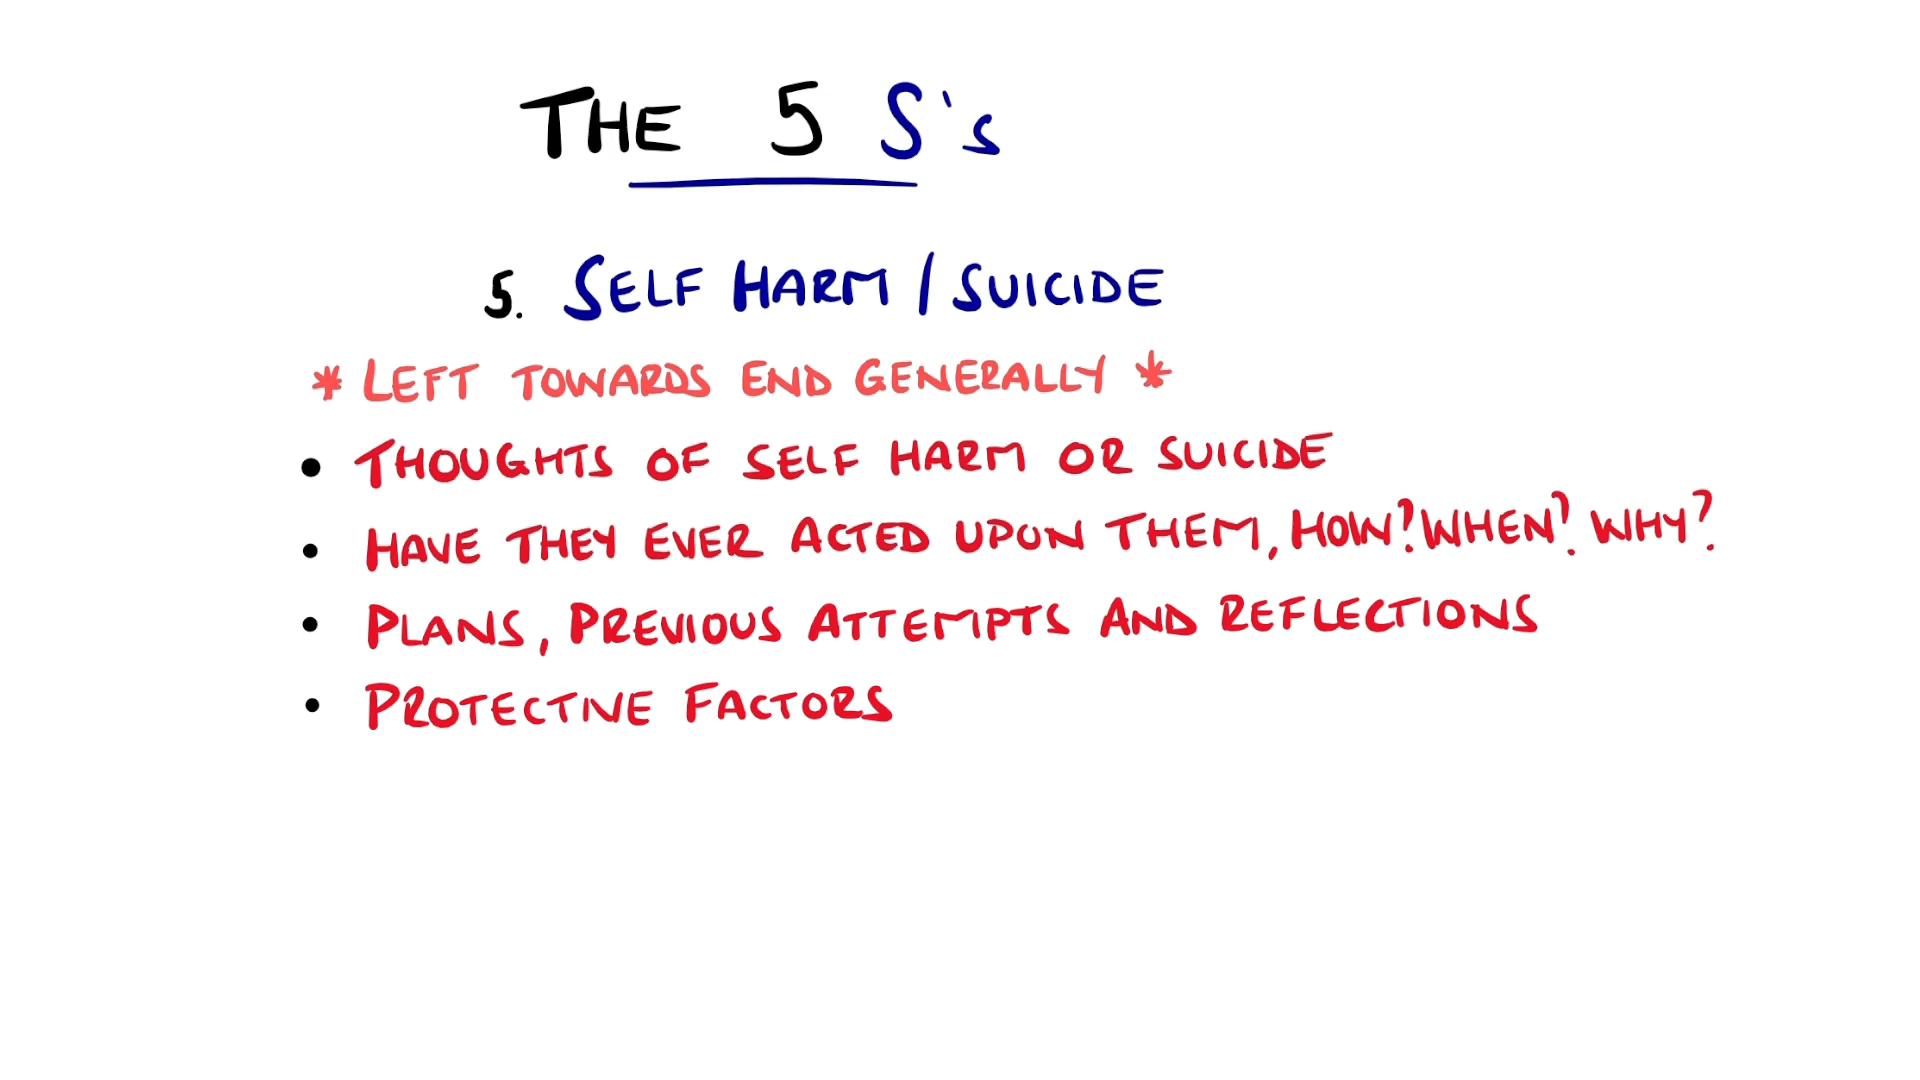 THE 5 S's
5. SELF HARM / SUICIDE
* LEFT TOWARDS END GENERALLY *
• THOUGHTS OF SELF HARM OR SUICIDE
• HAVE THEY EVER ACTED UPON THEM, HOW? WHEN? WHY?
• PLANS, PREVIOUS ATTEMPTS AND REFLECTIONS
• PROTECTIVE FACTORS